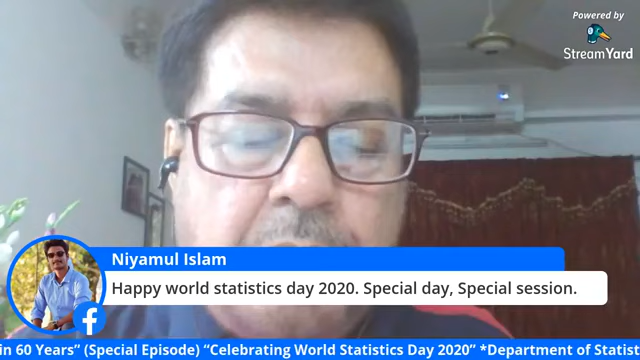 Powered by
StreamYard
Niyamul Islam
Happy world statistics day 2020. Special day, Special session.
in 60 Years” (Special Episode) “Celebrating World Statistics Day 2020” *Department of Statist